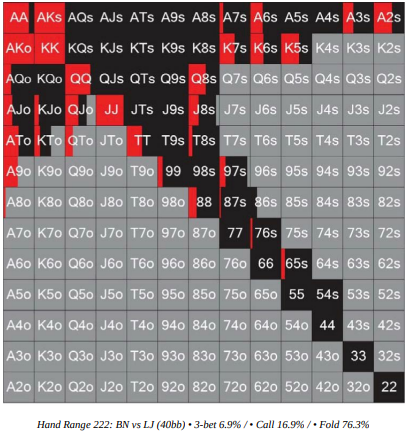 AA AKs AQs AJs ATs A9s A8s A7s A6s A5s A4s A3s A2s
AKo KK KQs KJs KTs K9s K8s K7s K6s K5s K4s K3s K2s
AQo KQo QQ QJs QTs Q9s Q8s Q7s Q6s Q5s Q4s Q3s Q2s
AJo KJo QJo JJ JTs J9s J8s J7s J6s J5s J4s J3s J2s
ATo KTo QTo JTo TT T9s T8s T7s T6s T5s T4s T3s T2s
A9o K9o Q9o J9o T9o 99 98s 97s 96s 95s 94s 93s 92s
A8o K8o Q8o J8o T8o 98o 88 87s 86s 85s 84s 83s 82s
A7o K7o Q7o J7o T7o 97o 87o 77 76s 75s 74s 73s 72s
A6o K6o Q6o J6o T6o 96o 86o 76o 66 65s 64s 63s 62s
A5o K5o Q5o J5o T5o 95o 85o 75o 65o 55 54s 53s 52s
A4o K4o Q4o J4o T4o 94o 84o 74o 64o 54o 44 43s 42s
A3o K3o Q3o J3o T3o 93o 83o 73o 63o 53o 43o 33 32s
A2o K2o Q2o J2o T2o 92o 82o 72o 62o 52o 42o 32o 22
Hand Range 222: BN vs LJ (40bb) • 3-bet 6.9% / • Call 16.9% / • Fold 76.3%